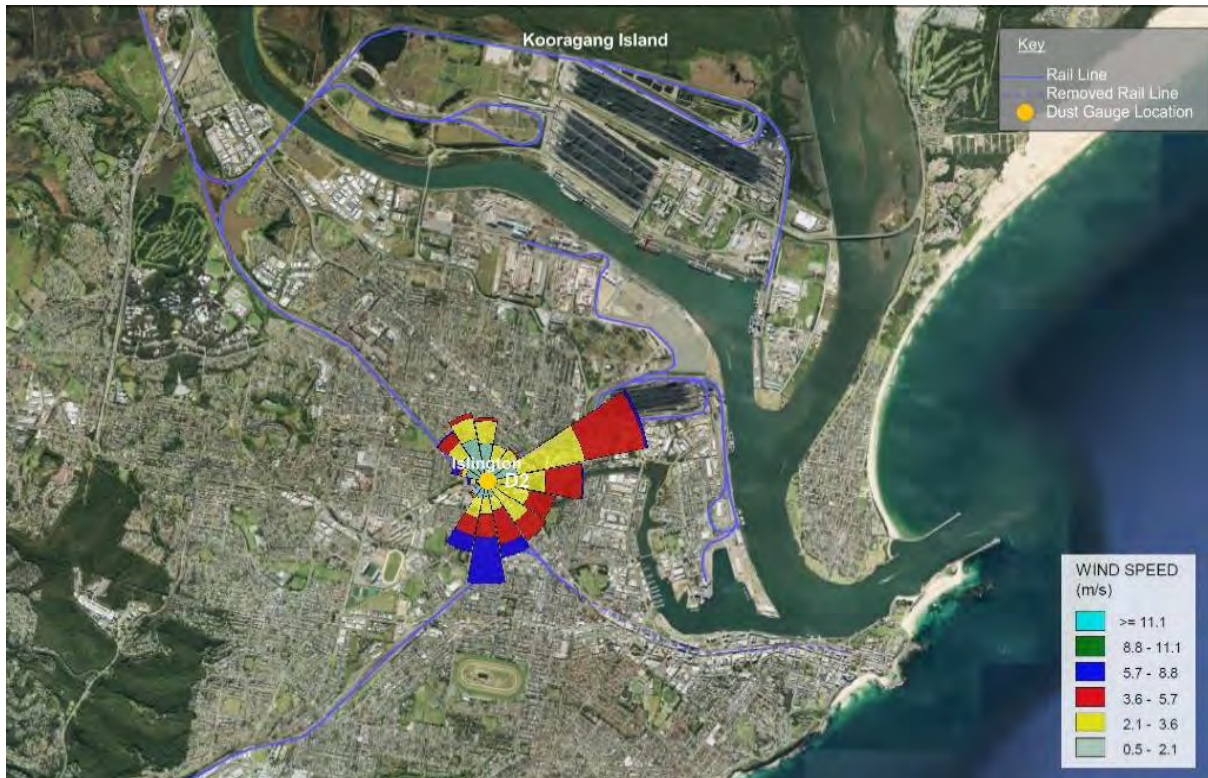 Kooragang Island
Key
Rail Line
Removed Rail Line
Dust Gauge Location
Islington
D2
WIND SPEED
(m/s)
>= 11.1
8.8 - 11.1
5.7 - 8.8
3.6 - 5.7
2.1 - 3.6
0.5 - 2.1